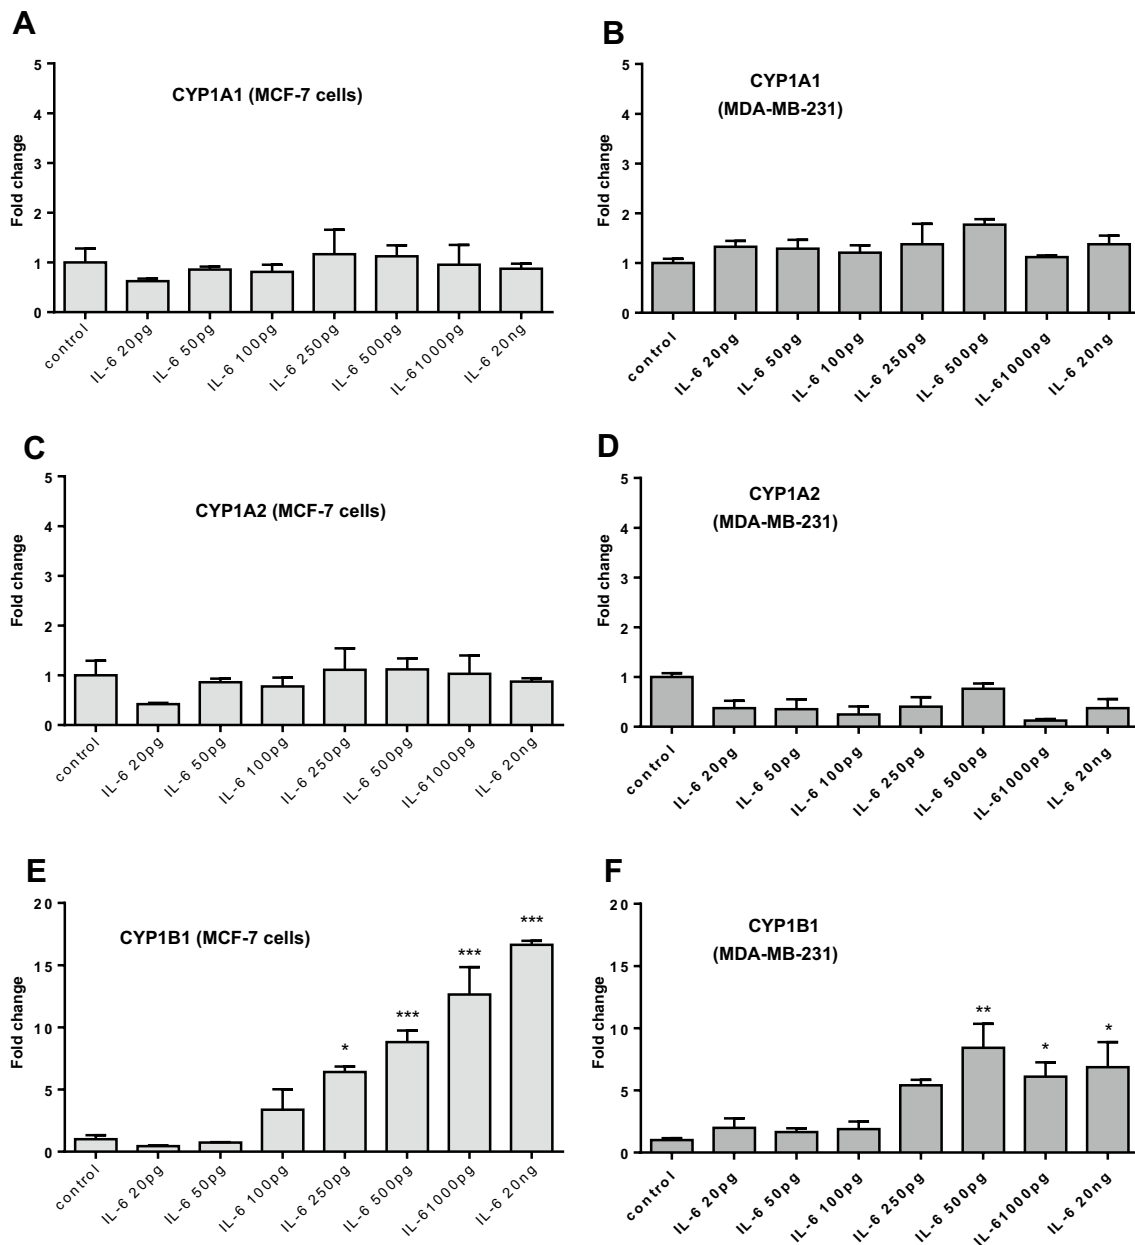 A
5
4
3
2
1
0
Fold change
CYP1A1 (MCF-7 cells)
control
IL-6 20pg
IL-6 50pg
IL-6 100pg
IL-6 250pg
IL-6 500pg
IL-61000pg
IL-6 20ng
B
5
4
3
2
1
0
Fold change
CYP1A1
(MDA-MB-231)
control
IL-6 20pg
IL-6 50pg
IL-6 100pg
IL-6 250pg
IL-6 500pg
IL-61000pg
IL-6 20ng
C
5
4
3
2
1
0
Fold change
CYP1A2 (MCF-7 cells)
control
IL-6 20pg
IL-6 50pg
IL-6 100pg
IL-6 250pg
IL-6 500pg
IL-61000pg
IL-6 20ng
D
5
4
3
2
1
0
Fold change
CYP1A2
(MDA-MB-231)
control
IL-6 20pg
IL-6 50pg
IL-6 100pg
IL-6 250pg
IL-6 500pg
IL-61000pg
IL-6 20ng
E
20
15
10
5
0
Fold change
CYP1B1 (MCF-7 cells)
*
***
***
***
control
IL-6 20pg
IL-6 50pg
IL-6 100pg
IL-6 250pg
IL-6 500pg
IL-61000pg
IL-6 20ng
F
20
15
10
5
0
Fold change
CYP1B1
(MDA-MB-231)
**
*
*
control
IL-6 20pg
IL-6 50pg
IL-6 100pg
IL-6 250pg
IL-6 500pg
IL-61000pg
IL-6 20ng